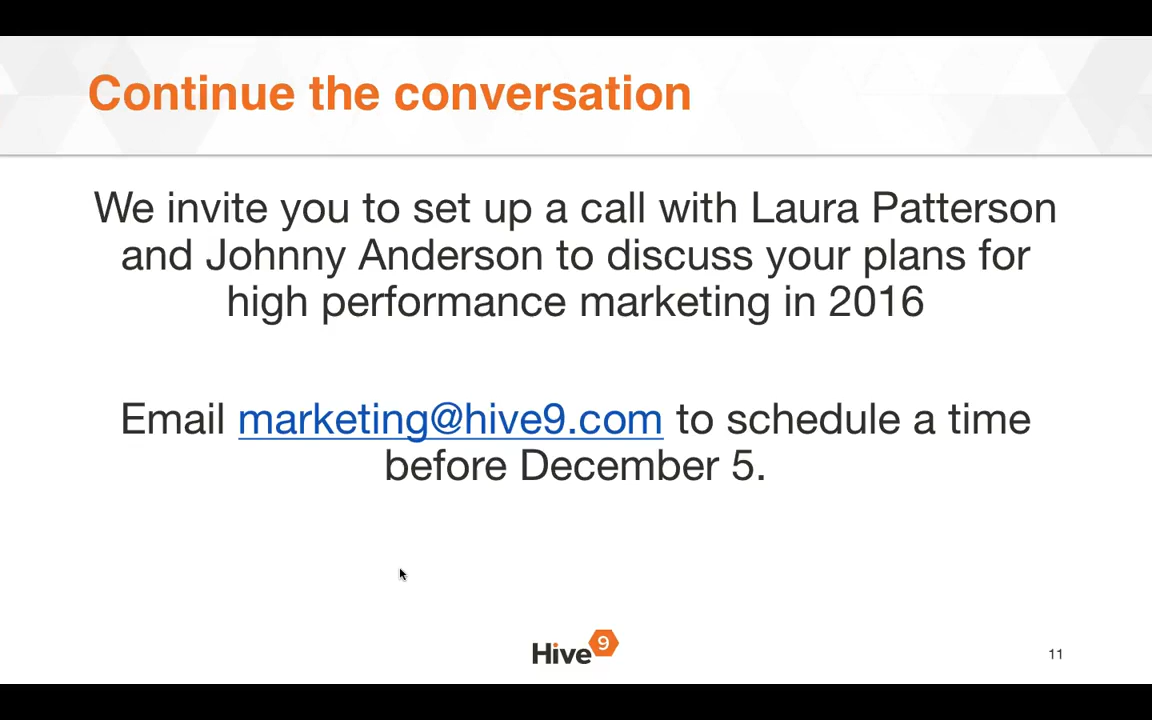 Continue the conversation
We invite you to set up a call with Laura Patterson
and Johnny Anderson to discuss your plans for
high performance marketing in 2016
Email marketing@hive9.com to schedule a time
before December 5.
Hive9
11